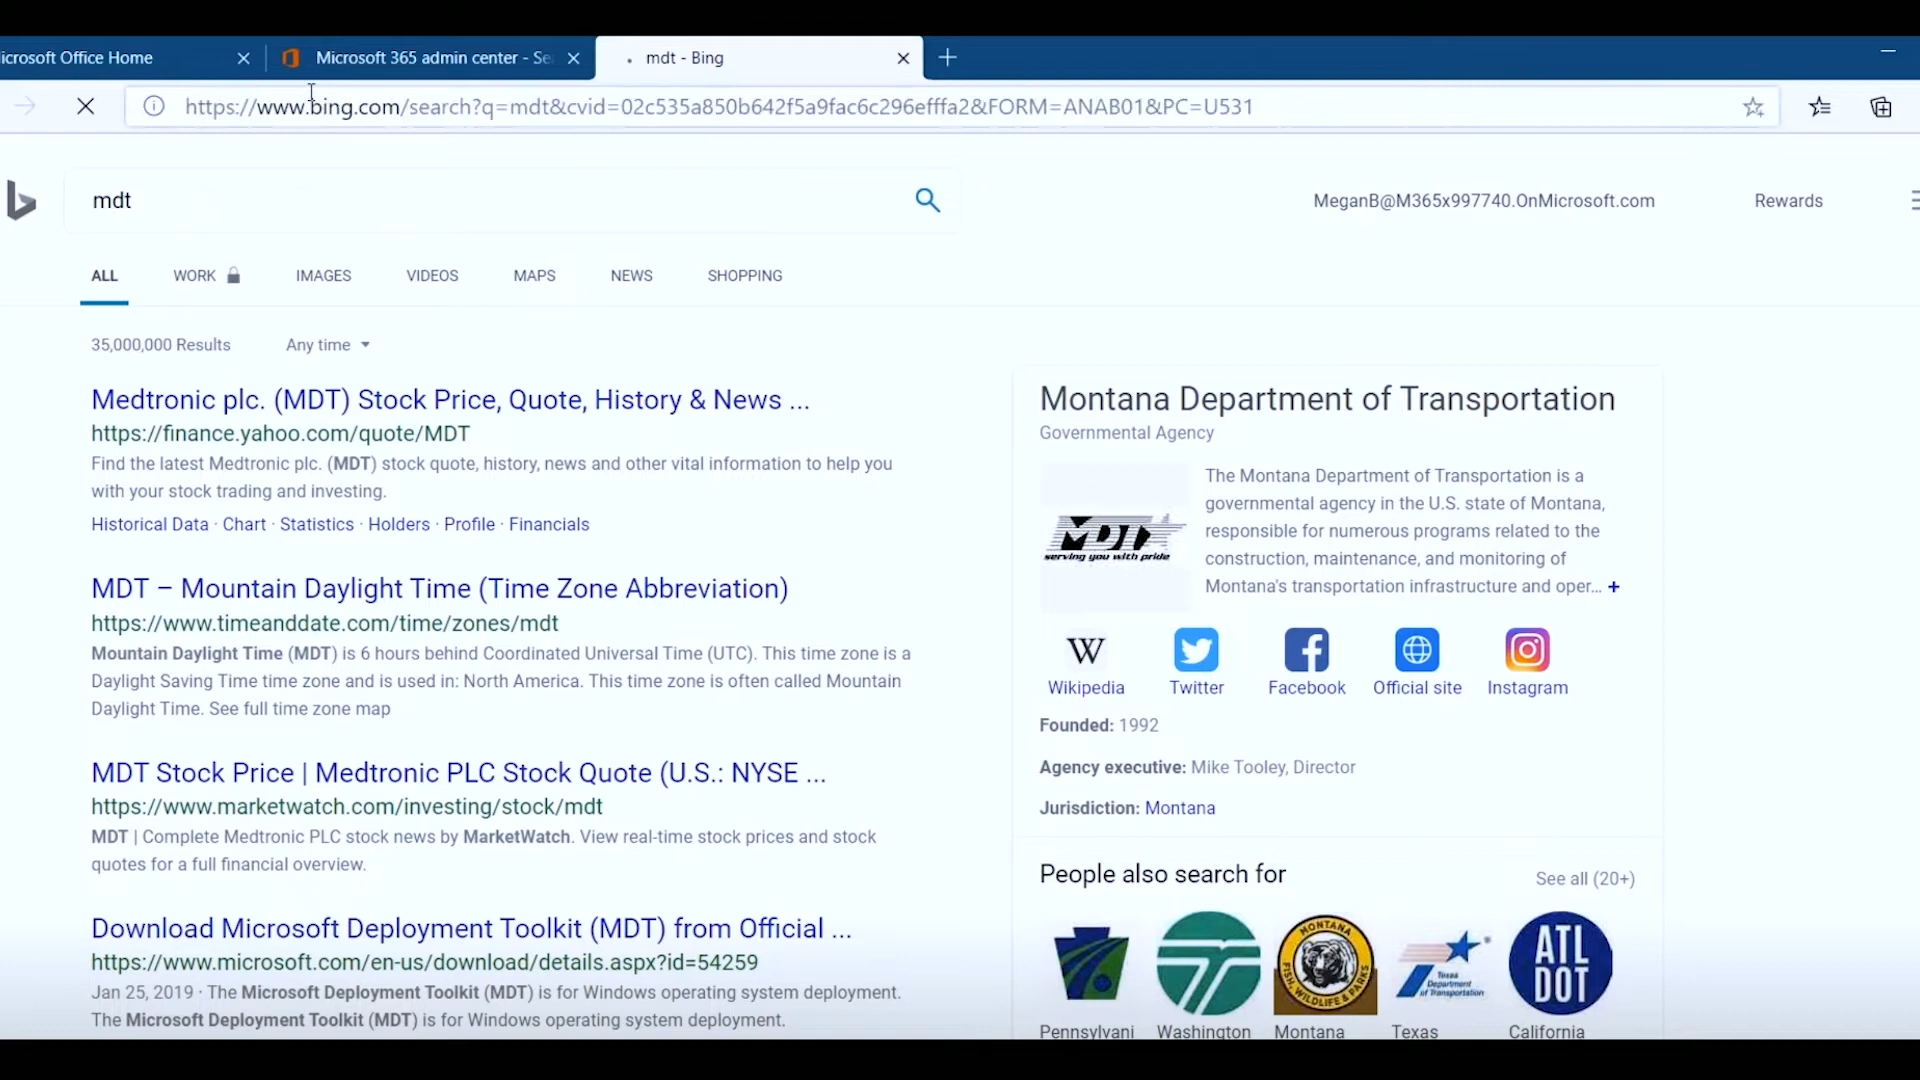 icrosoft Office Home
Microsoft 365 admin center - Se
mdt - Bing
https://www.bing.com/search?q=mdt&cvid=02c535a850b642f5a9fac6c296efffa2&FORM=ANAB01&PC=U531
mdt
MeganB@M365x997740.OnMicrosoft.com
Rewards
ALL
WORK
IMAGES
VIDEOS
MAPS
NEWS
SHOPPING
35,000,000 Results
Any time
Medtronic plc. (MDT) Stock Price, Quote, History & News ...
https://finance.yahoo.com/quote/MDT
Find the latest Medtronic plc. (MDT) stock quote, history, news and other vital information to help you
with your stock trading and investing.
Historical Data · Chart · Statistics · Holders · Profile · Financials
MDT – Mountain Daylight Time (Time Zone Abbreviation)
https://www.timeanddate.com/time/zones/mdt
Mountain Daylight Time (MDT) is 6 hours behind Coordinated Universal Time (UTC). This time zone is a
Daylight Saving Time time zone and is used in: North America. This time zone is often called Mountain
Daylight Time. See full time zone map
MDT Stock Price | Medtronic PLC Stock Quote (U.S.: NYSE ...
https://www.marketwatch.com/investing/stock/mdt
MDT | Complete Medtronic PLC stock news by MarketWatch. View real-time stock prices and stock
quotes for a full financial overview.
Download Microsoft Deployment Toolkit (MDT) from Official ...
https://www.microsoft.com/en-us/download/details.aspx?id=54259
Jan 25, 2019 · The Microsoft Deployment Toolkit (MDT) is for Windows operating system deployment.
The Microsoft Deployment Toolkit (MDT) is for Windows operating system deployment.
Montana Department of Transportation
Governmental Agency
MDT
serving you with pride
The Montana Department of Transportation is a
governmental agency in the U.S. state of Montana,
responsible for numerous programs related to the
construction, maintenance, and monitoring of
Montana's transportation infrastructure and oper... +
W
Wikipedia
Twitter
Facebook
Official site
Instagram
Founded: 1992
Agency executive: Mike Tooley, Director
Jurisdiction: Montana
People also search for
See all (20+)
MONTANA
FISH, WILDLIFE & PARKS
Texas
Department
of Transportation
ATL
DOT
Pennsylvani
Washington
Montana
Texas
California